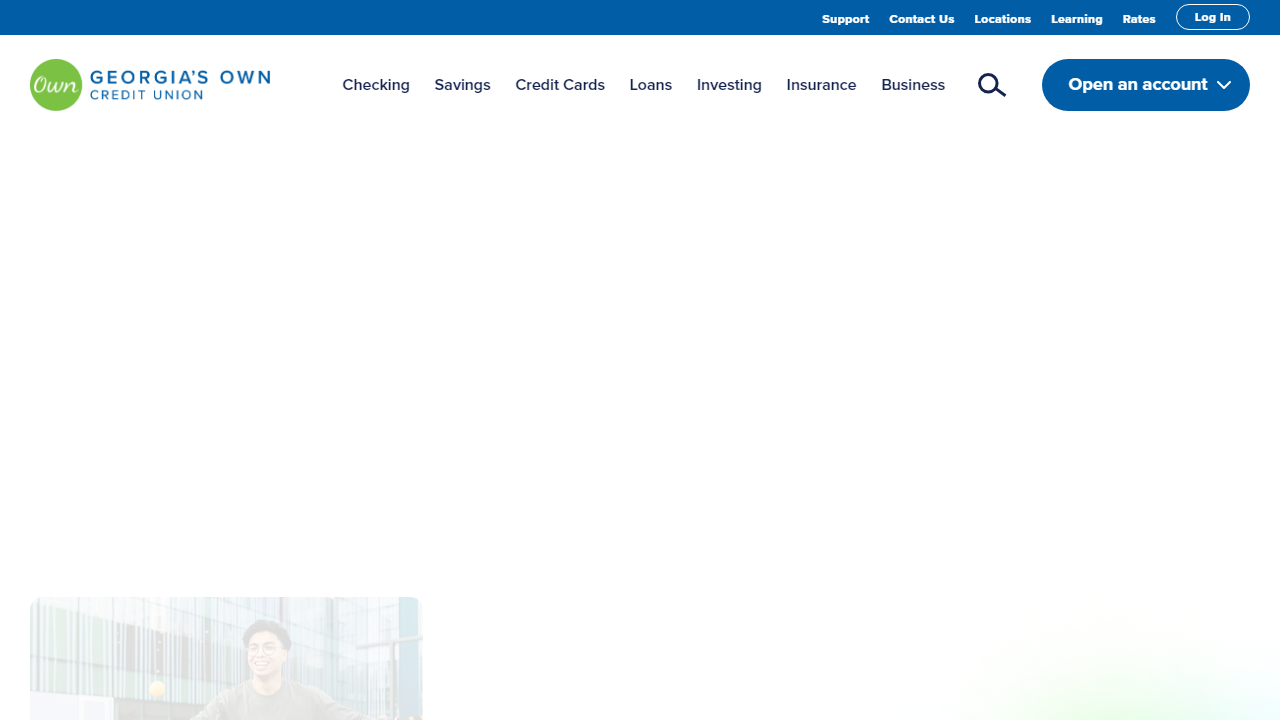 Support Contact Us Locations Learning Rates Log In
Own GEORGIA'S OWN
CREDIT UNION
Checking Savings Credit Cards Loans Investing Insurance Business Open an account